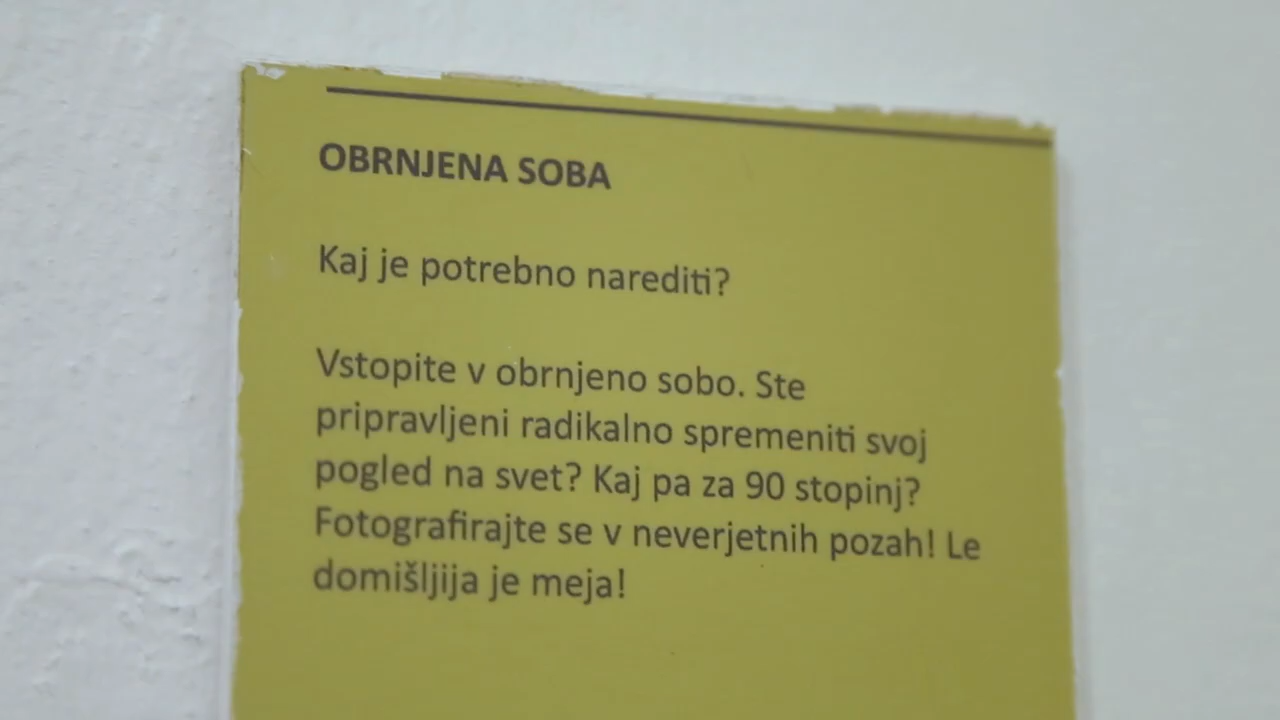 OBRNJENA SOBA
Kaj je potrebno narediti?
Vstopite v obrnjeno sobo. Ste
pripravljeni radikalno spremeniti svoj
pogled na svet? Kaj pa za 90 stopinj?
Fotografirajte se v neverjetnih pozah! Le
domišljija je meja!